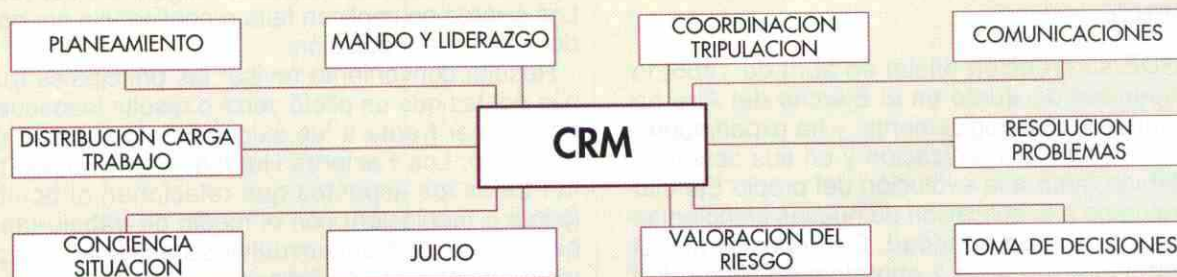 PLANEAMIENTO
MANDO Y LIDERAZGO
COORDINACION
TRIPULACION
COMUNICACIONES
DISTRIBUCION CARGA
TRABAJO
CRM
RESOLUCION
PROBLEMAS
CONCIENCIA
SITUACION
JUICIO
VALORACION DEL
RIESGO
TOMA DE DECISIONES